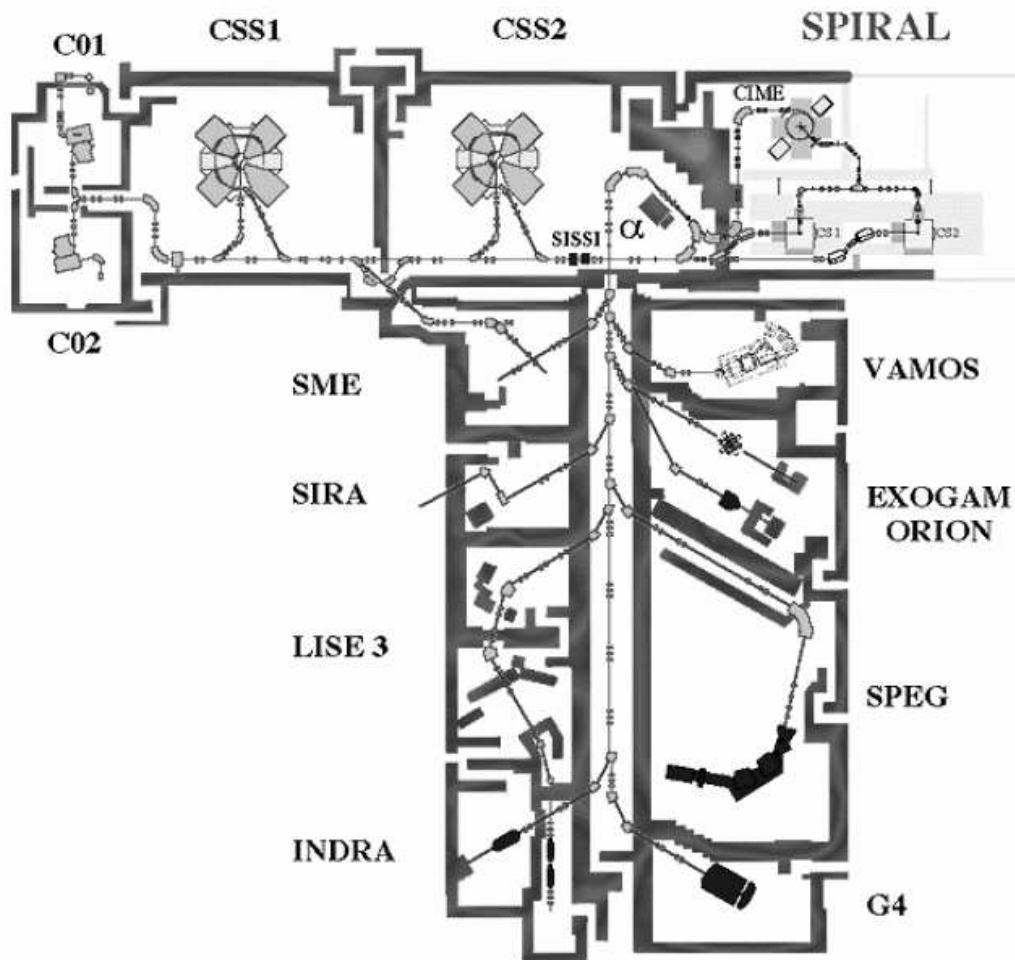 SPIRAL
CSS1
CSS2
C01
CIME
α
SISSI
CS1
CS2
C02
SME
VAMOS
SIRA
EXOGAM
ORION
LISE 3
SPEG
INDRA
G4